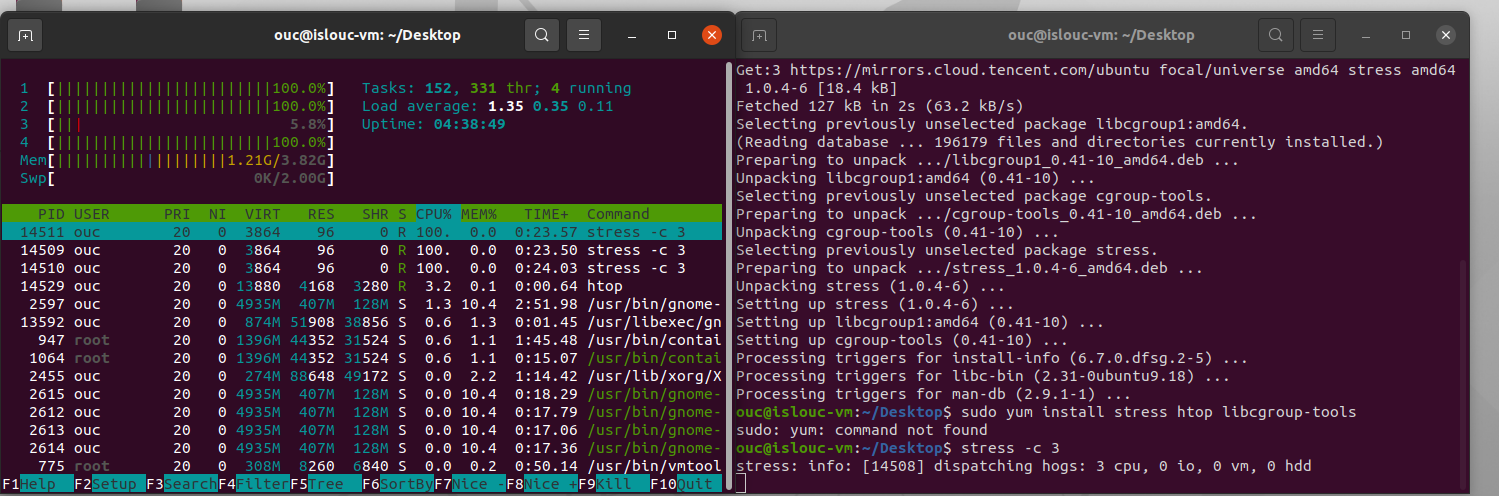 ouc@islouc-vm: ~/Desktop
1 [||||||||||||||||||||||||100.0%] Tasks: 152, 331 thr; 4 running
2 [||||||||||||||||||||||||100.0%] Load average: 1.35 0.35 0.11
3 [||| 5.8%] Uptime: 04:38:49
4 [||||||||||||||||||||||||100.0%]
Mem[|||||||||||||||||||1.21G/3.82G]
Swp[ 0K/2.00G]
PID USER PRI NI VIRT RES SHR S CPU% MEM% TIME+ Command
14511 ouc 20 0 3864 96 0 R 100. 0.0 0:23.57 stress -c 3
14509 ouc 20 0 3864 96 0 R 100. 0.0 0:23.50 stress -c 3
14510 ouc 20 0 3864 96 0 R 100. 0.0 0:24.03 stress -c 3
14529 ouc 20 0 13880 4168 3280 R 3.2 0.1 0:00.64 htop
2597 ouc 20 0 4935M 407M 128M S 1.3 10.4 2:51.98 /usr/bin/gnome-
13592 ouc 20 0 874M 51908 38856 S 0.6 1.3 0:01.45 /usr/libexec/gn
947 root 20 0 1396M 44352 31524 S 0.6 1.1 1:45.48 /usr/bin/contai
1064 root 20 0 1396M 44352 31524 S 0.6 1.1 0:15.07 /usr/bin/contai
2455 ouc 20 0 274M 88648 49172 S 0.0 2.2 1:14.42 /usr/lib/xorg/X
2615 ouc 20 0 4935M 407M 128M S 0.0 10.4 0:18.29 /usr/bin/gnome-
2612 ouc 20 0 4935M 407M 128M S 0.0 10.4 0:17.79 /usr/bin/gnome-
2613 ouc 20 0 4935M 407M 128M S 0.0 10.4 0:17.06 /usr/bin/gnome-
2614 ouc 20 0 4935M 407M 128M S 0.0 10.4 0:17.36 /usr/bin/gnome-
775 root 20 0 308M 8260 6840 S 0.0 0.2 0:50.14 /usr/bin/vmtool
F1Help F2Setup F3SearchF4FilterF5Tree F6SortByF7Nice -F8Nice +F9Kill F10Quit
ouc@islouc-vm: ~/Desktop
Get:3 https://mirrors.cloud.tencent.com/ubuntu focal/universe amd64 stress amd64
1.0.4-6 [18.4 kB]
Fetched 127 kB in 2s (63.2 kB/s)
Selecting previously unselected package libcgroup1:amd64.
(Reading database ... 196179 files and directories currently installed.)
Preparing to unpack .../libcgroup1_0.41-10_amd64.deb ...
Unpacking libcgroup1:amd64 (0.41-10) ...
Selecting previously unselected package cgroup-tools.
Preparing to unpack .../cgroup-tools_0.41-10_amd64.deb ...
Unpacking cgroup-tools (0.41-10) ...
Selecting previously unselected package stress.
Preparing to unpack .../stress_1.0.4-6_amd64.deb ...
Unpacking stress (1.0.4-6) ...
Setting up stress (1.0.4-6) ...
Setting up libcgroup1:amd64 (0.41-10) ...
Setting up cgroup-tools (0.41-10) ...
Processing triggers for install-info (6.7.0.dfsg.2-5) ...
Processing triggers for libc-bin (2.31-0ubuntu9.18) ...
Processing triggers for man-db (2.9.1-1) ...
ouc@islouc-vm:~/Desktop$ sudo yum install stress htop libcgroup-tools
sudo: yum: command not found
ouc@islouc-vm:~/Desktop$ stress -c 3
stress: info: [14508] dispatching hogs: 3 cpu, 0 io, 0 vm, 0 hdd